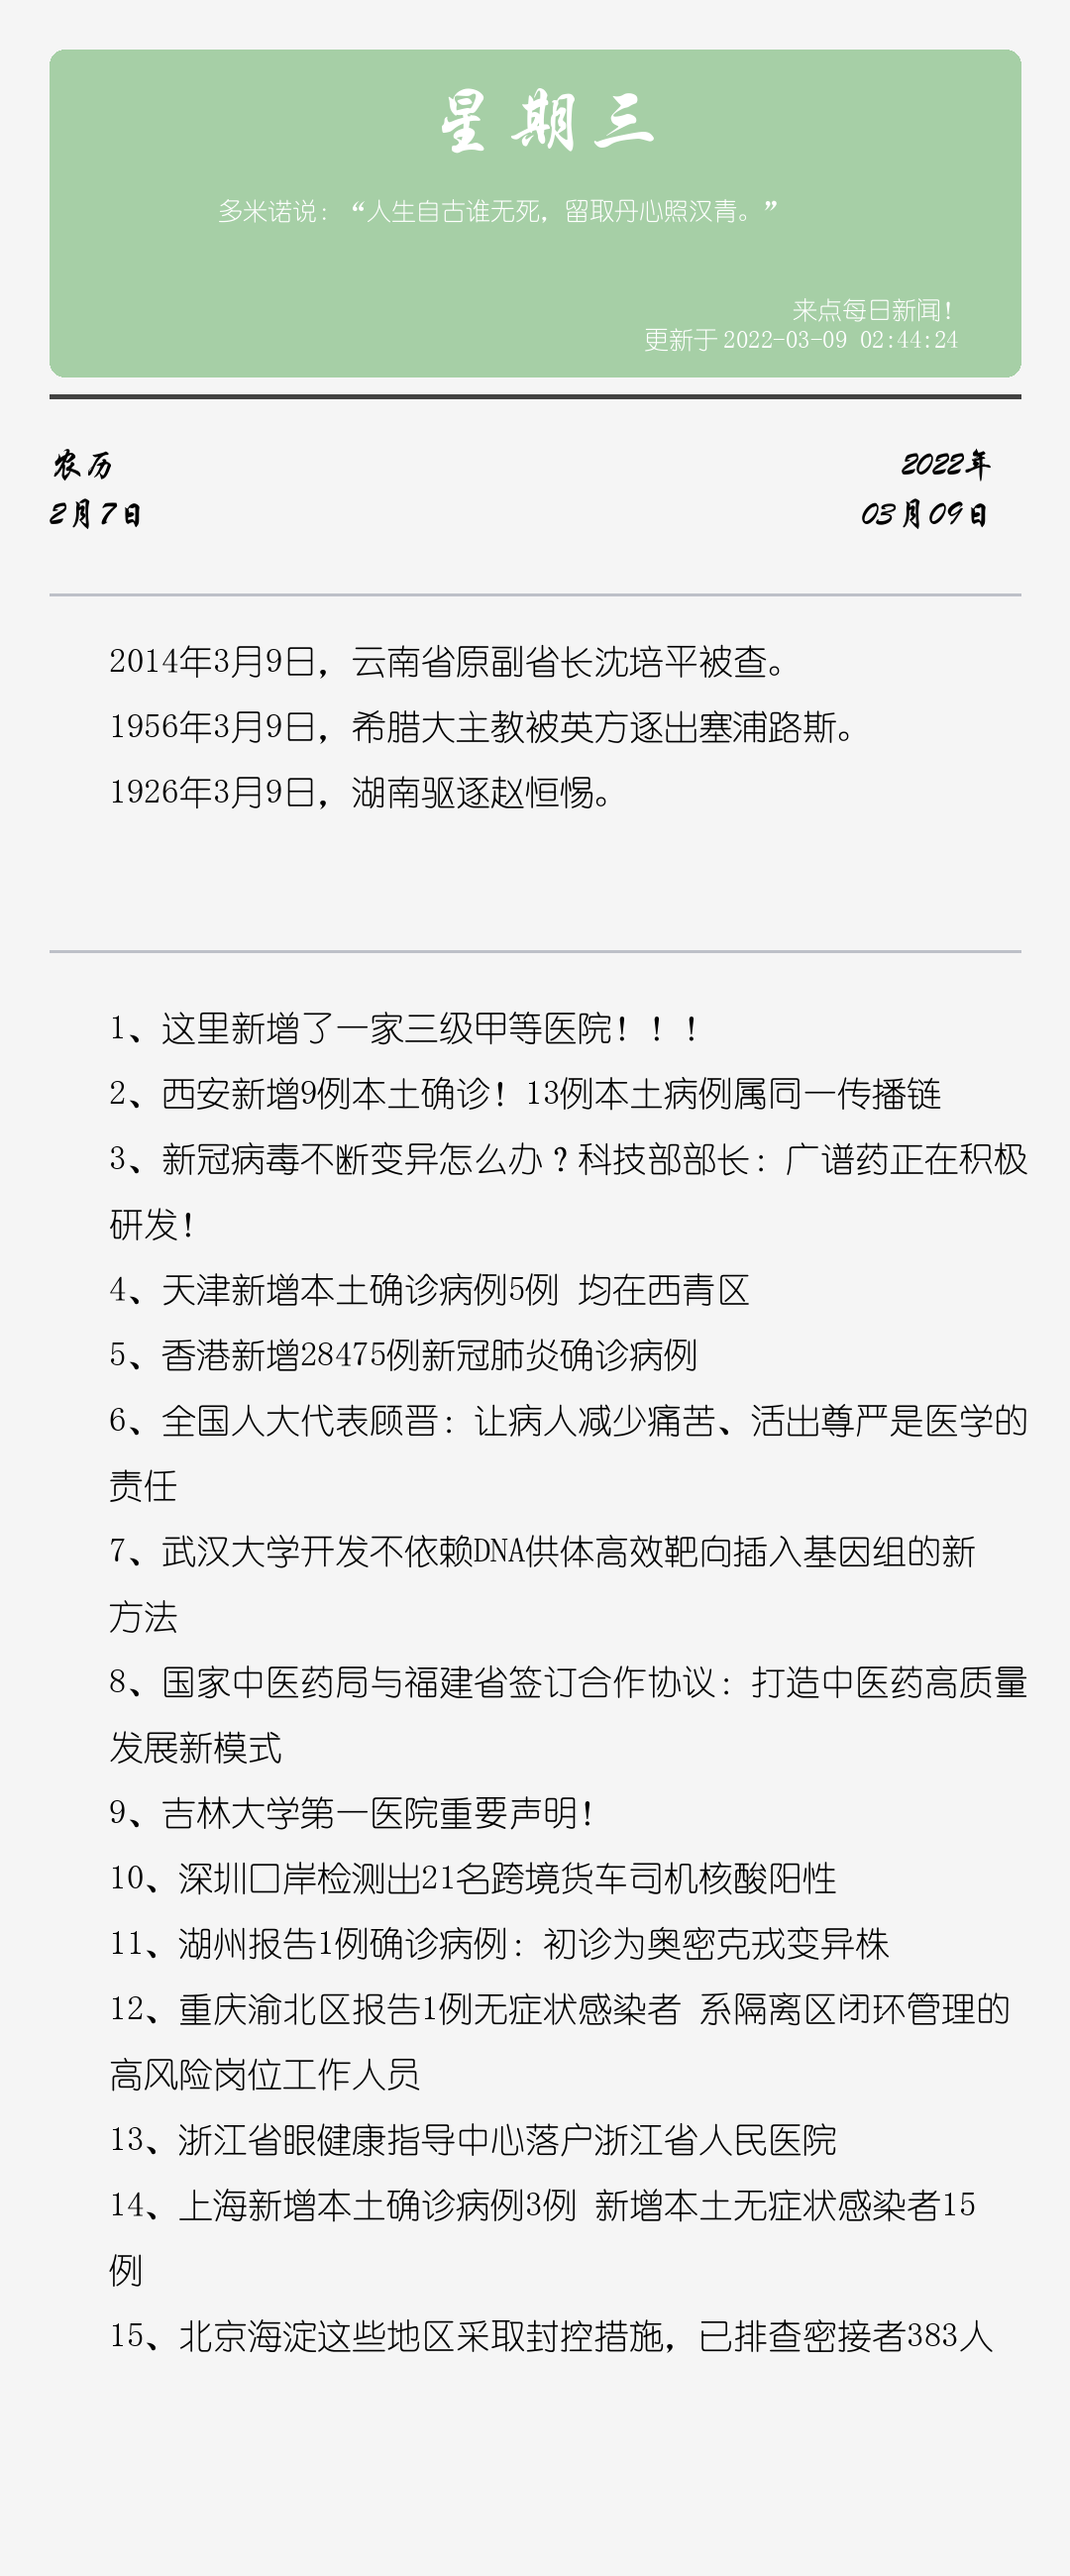 星期三
多米诺说：“人生自古谁无死，留取丹心照汉青。”
来点每日新闻！
更新于 2022-03-09 02:44:24
农历
2月7日
2022年
03月09日
2014年3月9日，云南省原副省长沈培平被查。
1956年3月9日，希腊大主教被英方逐出塞浦路斯。
1926年3月9日，湖南驱逐赵恒惕。
1、这里新增了一家三级甲等医院！！！
2、西安新增9例本土确诊！13例本土病例属同一传播链
3、新冠病毒不断变异怎么办？科技部部长：广谱药正在积极
研发！
4、天津新增本土确诊病例5例 均在西青区
5、香港新增28475例新冠肺炎确诊病例
6、全国人大代表顾晋：让病人减少痛苦、活出尊严是医学的
责任
7、武汉大学开发不依赖DNA供体高效靶向插入基因组的新
方法
8、国家中医药局与福建省签订合作协议：打造中医药高质量
发展新模式
9、吉林大学第一医院重要声明！
10、深圳口岸检测出21名跨境货车司机核酸阳性
11、湖州报告1例确诊病例：初诊为奥密克戎变异株
12、重庆渝北区报告1例无症状感染者 系隔离区闭环管理的
高风险岗位工作人员
13、浙江省眼健康指导中心落户浙江省人民医院
14、上海新增本土确诊病例3例 新增本土无症状感染者15
例
15、北京海淀这些地区采取封控措施，已排查密接者383人